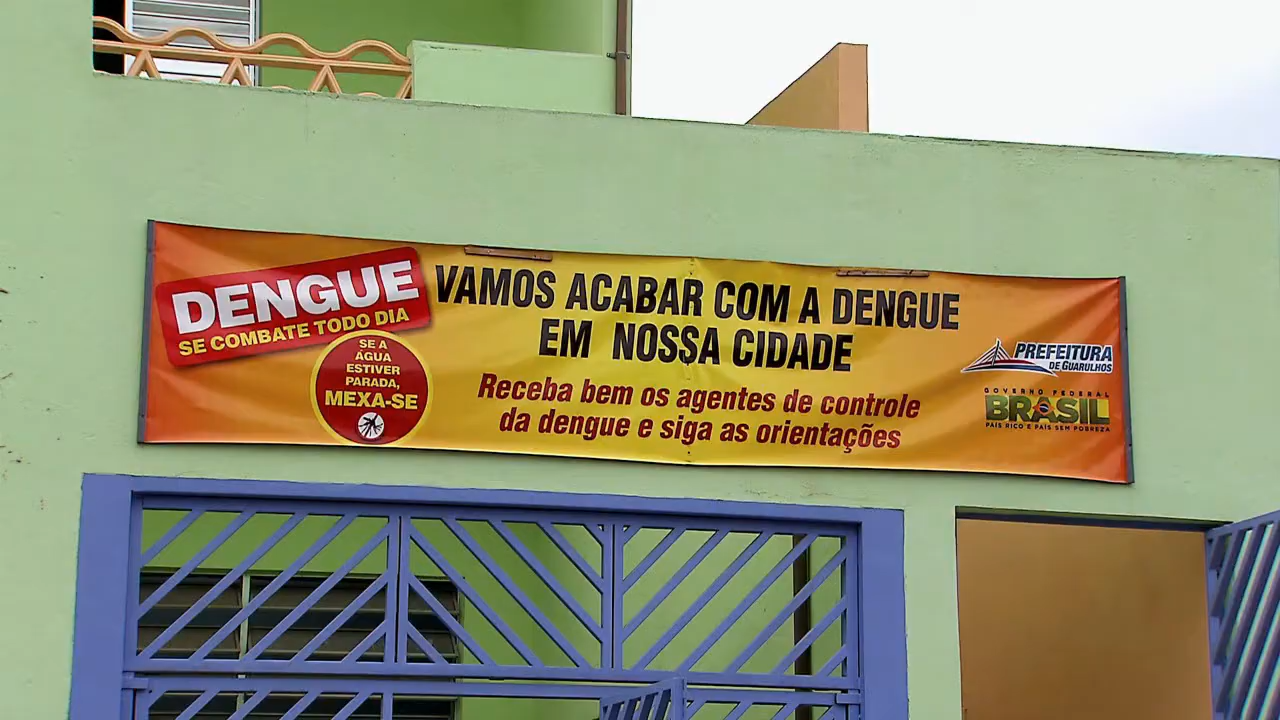 DENGUE
SE COMBATE TODO DIA
SE A
ÁGUA
ESTIVER
PARADA,
MEXA-SE
VAMOS ACABAR COM A DENGUE
EM NOSSA CIDADE
Receba bem os agentes de controle
da dengue e siga as orientações
PREFEITURA
DE GUARULHOS
GOVERNO FEDERAL
BRASIL
PAÍS RICO É PAÍS SEM POBREZA